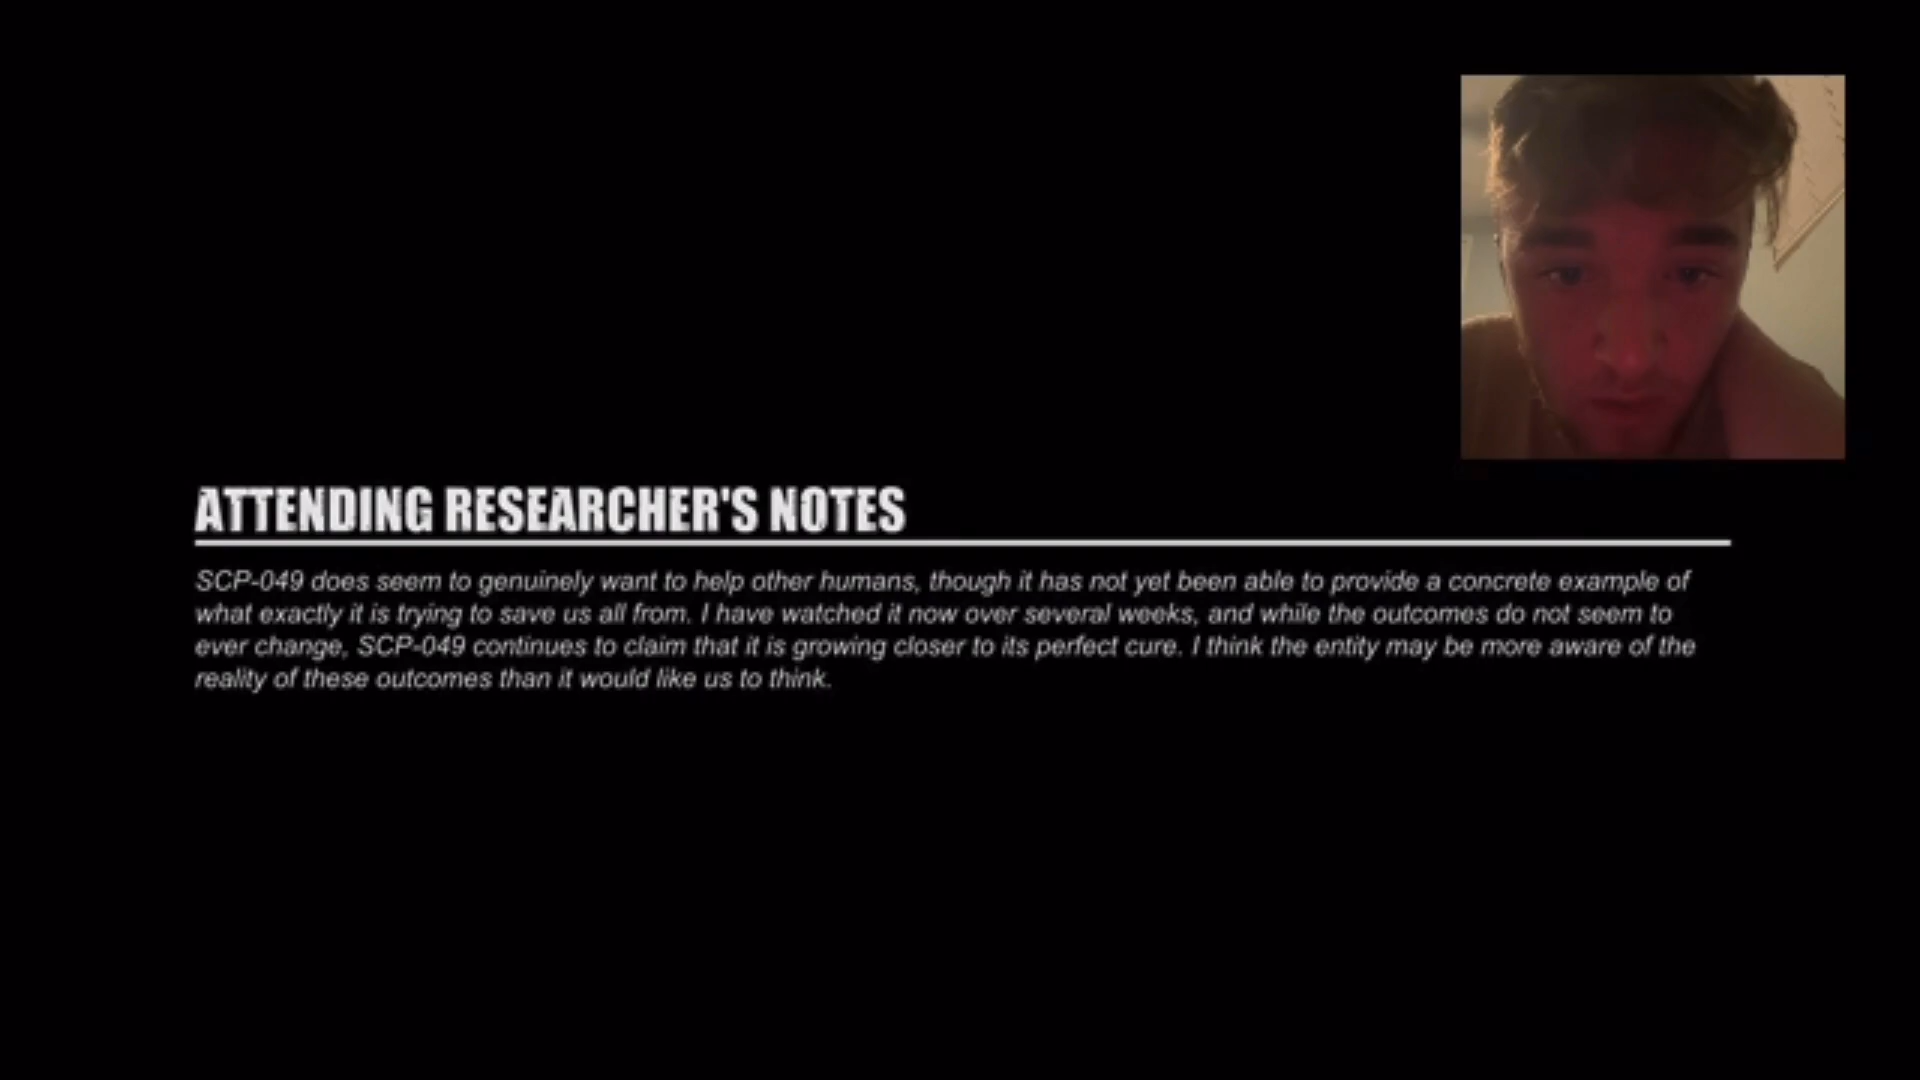 ATTENDING RESEARCHER'S NOTES
SCP-049 does seem to genuinely want to help other humans, though it has not yet been able to provide a concrete example of
what exactly it is trying to save us all from. I have watched it now over several weeks, and while the outcomes do not seem to
ever change, SCP-049 continues to claim that it is growing closer to its perfect cure. I think the entity may be more aware of the
reality of these outcomes than it would like us to think.